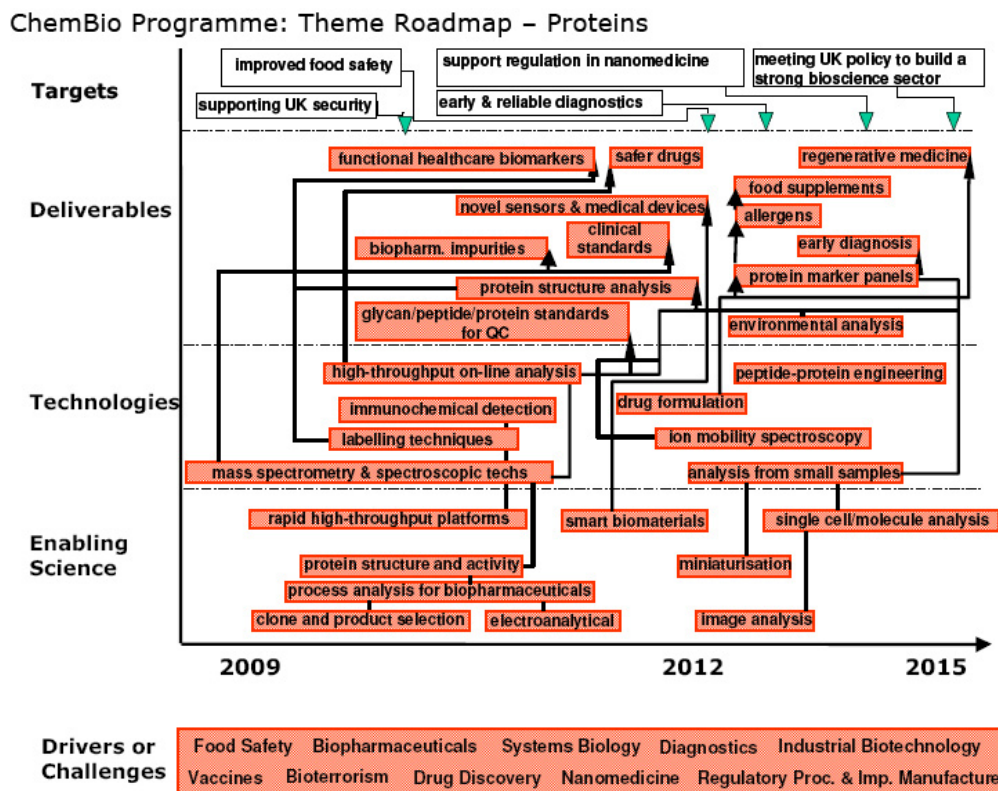 ChemBio Programme: Theme Roadmap – Proteins
Targets
improved food safety
support regulation in nanomedicine
meeting UK policy to build a
strong bioscience sector
supporting UK security
early & reliable diagnostics
Deliverables
functional healthcare biomarkers
safer drugs
regenerative medicine
food supplements
novel sensors & medical devices
allergens
clinical
standards
biopharm. impurities
early diagnosis
protein structure analysis
protein marker panels
glycan/peptide/protein standards
for QC
environmental analysis
Technologies
high-throughput on-line analysis
peptide-protein engineering
immunochemical detection
drug formulation
labelling techniques
ion mobility spectroscopy
mass spectrometry & spectroscopic techs
analysis from small samples
Enabling
Science
rapid high-throughput platforms
smart biomaterials
single cell/molecule analysis
protein structure and activity
miniaturisation
process analysis for biopharmaceuticals
clone and product selection
electroanalytical
image analysis
2009
2012
2015
Drivers or
Challenges
Food Safety Biopharmaceuticals Systems Biology Diagnostics Industrial Biotechnology
Vaccines Bioterrorism Drug Discovery Nanomedicine Regulatory Proc. & Imp. Manufacture